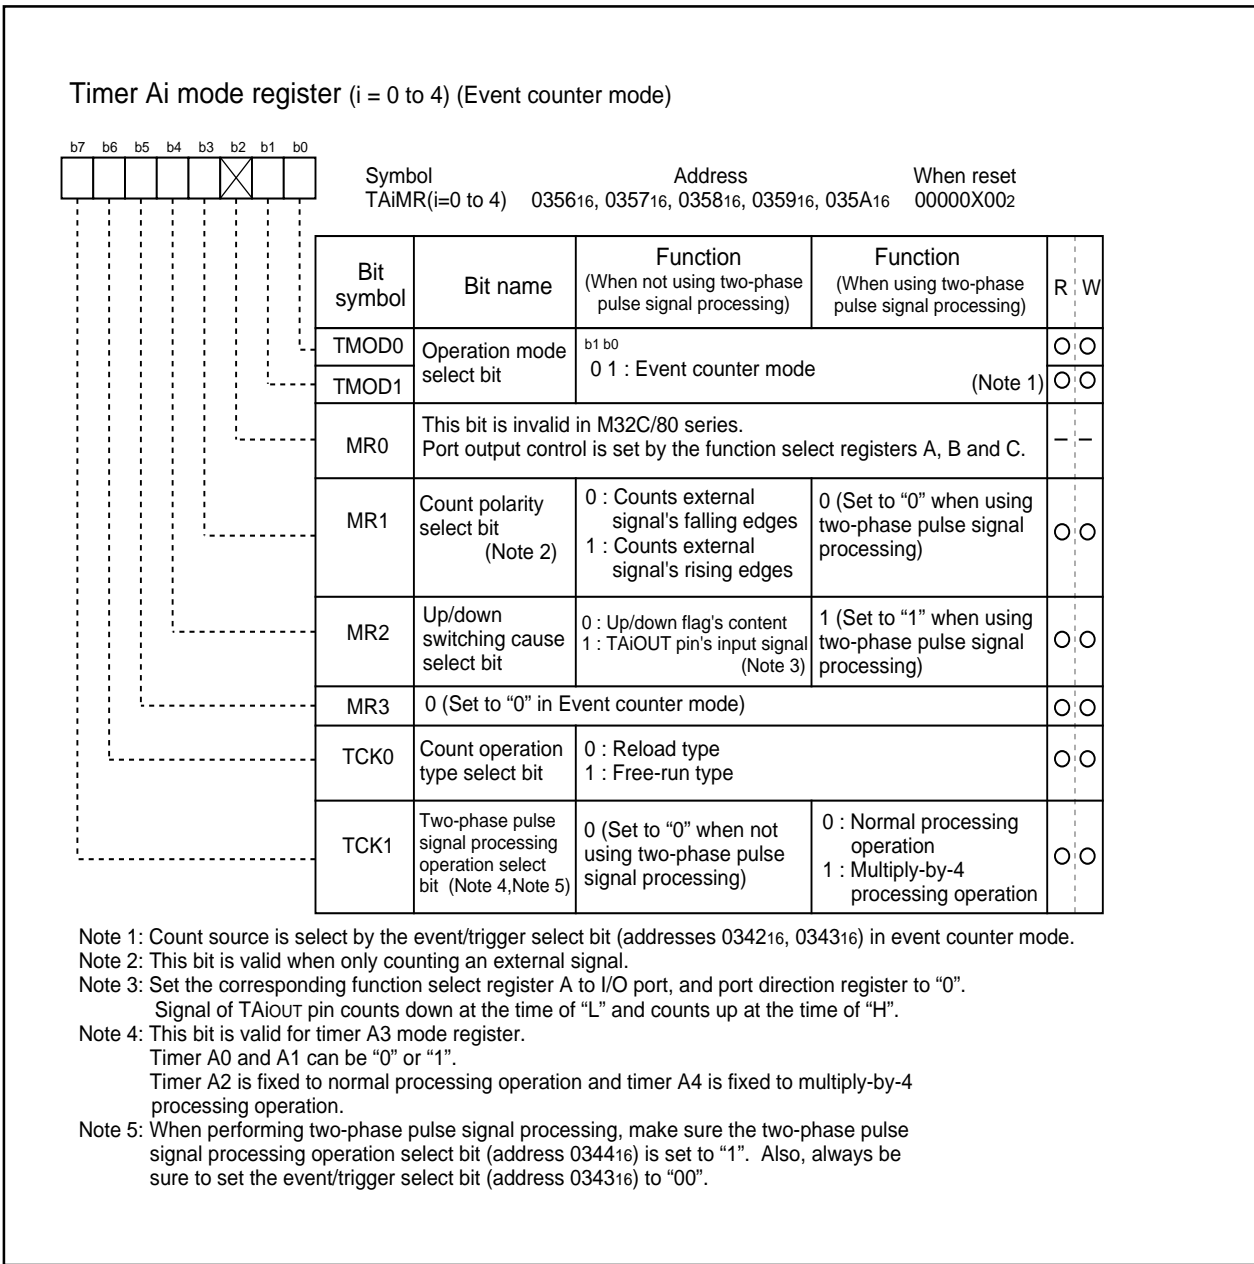 Timer Ai mode register (i = 0 to 4) (Event counter mode)
b7 b6 b5 b4 b3 b2 b1 b0
Symbol Address When reset
TAiMR(i=0 to 4) 035616, 035716, 035816, 035916, 035A16 00000X002
Bit symbol Bit name Function (When not using two-phase pulse signal processing) Function (When using two-phase pulse signal processing) R W
TMOD0
TMOD1
Operation mode
select bit
b1 b0
0 1 : Event counter mode
(Note 1)
MR0
This bit is invalid in M32C/80 series.
Port output control is set by the function select registers A, B and C.
– –
MR1
Count polarity
select bit
(Note 2)
0 : Counts external
signal's falling edges
1 : Counts external
signal's rising edges
0 (Set to “0” when using
two-phase pulse signal
processing)
MR2
Up/down
switching cause
select bit
0 : Up/down flag's content
1 : TAiOUT pin's input signal
(Note 3)
1 (Set to “1” when using
two-phase pulse signal
processing)
MR3
0 (Set to “0” in Event counter mode)
TCK0
Count operation
type select bit
0 : Reload type
1 : Free-run type
TCK1
Two-phase pulse
signal processing
operation select
bit (Note 4,Note 5)
0 (Set to “0” when not
using two-phase pulse
signal processing)
0 : Normal processing
operation
1 : Multiply-by-4
processing operation
Note 1: Count source is select by the event/trigger select bit (addresses 034216, 034316) in event counter mode.
Note 2: This bit is valid when only counting an external signal.
Note 3: Set the corresponding function select register A to I/O port, and port direction register to “0”.
Signal of TAiOUT pin counts down at the time of “L” and counts up at the time of “H”.
Note 4: This bit is valid for timer A3 mode register.
Timer A0 and A1 can be “0” or “1”.
Timer A2 is fixed to normal processing operation and timer A4 is fixed to multiply-by-4
processing operation.
Note 5: When performing two-phase pulse signal processing, make sure the two-phase pulse
signal processing operation select bit (address 034416) is set to “1”. Also, always be
sure to set the event/trigger select bit (address 034316) to “00”.